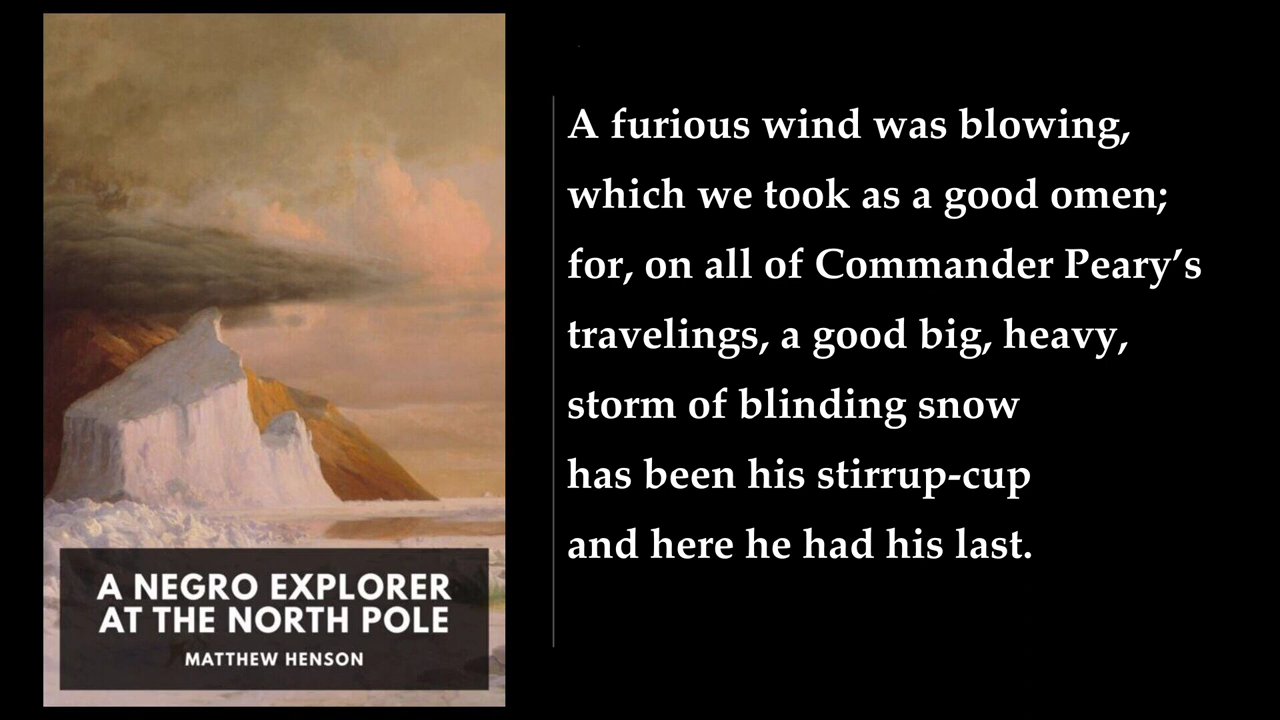 A NEGRO EXPLORER
AT THE NORTH POLE
MATTHEW HENSON
A furious wind was blowing,
which we took as a good omen;
for, on all of Commander Peary’s
travelings, a good big, heavy,
storm of blinding snow
has been his stirrup-cup
and here he had his last.